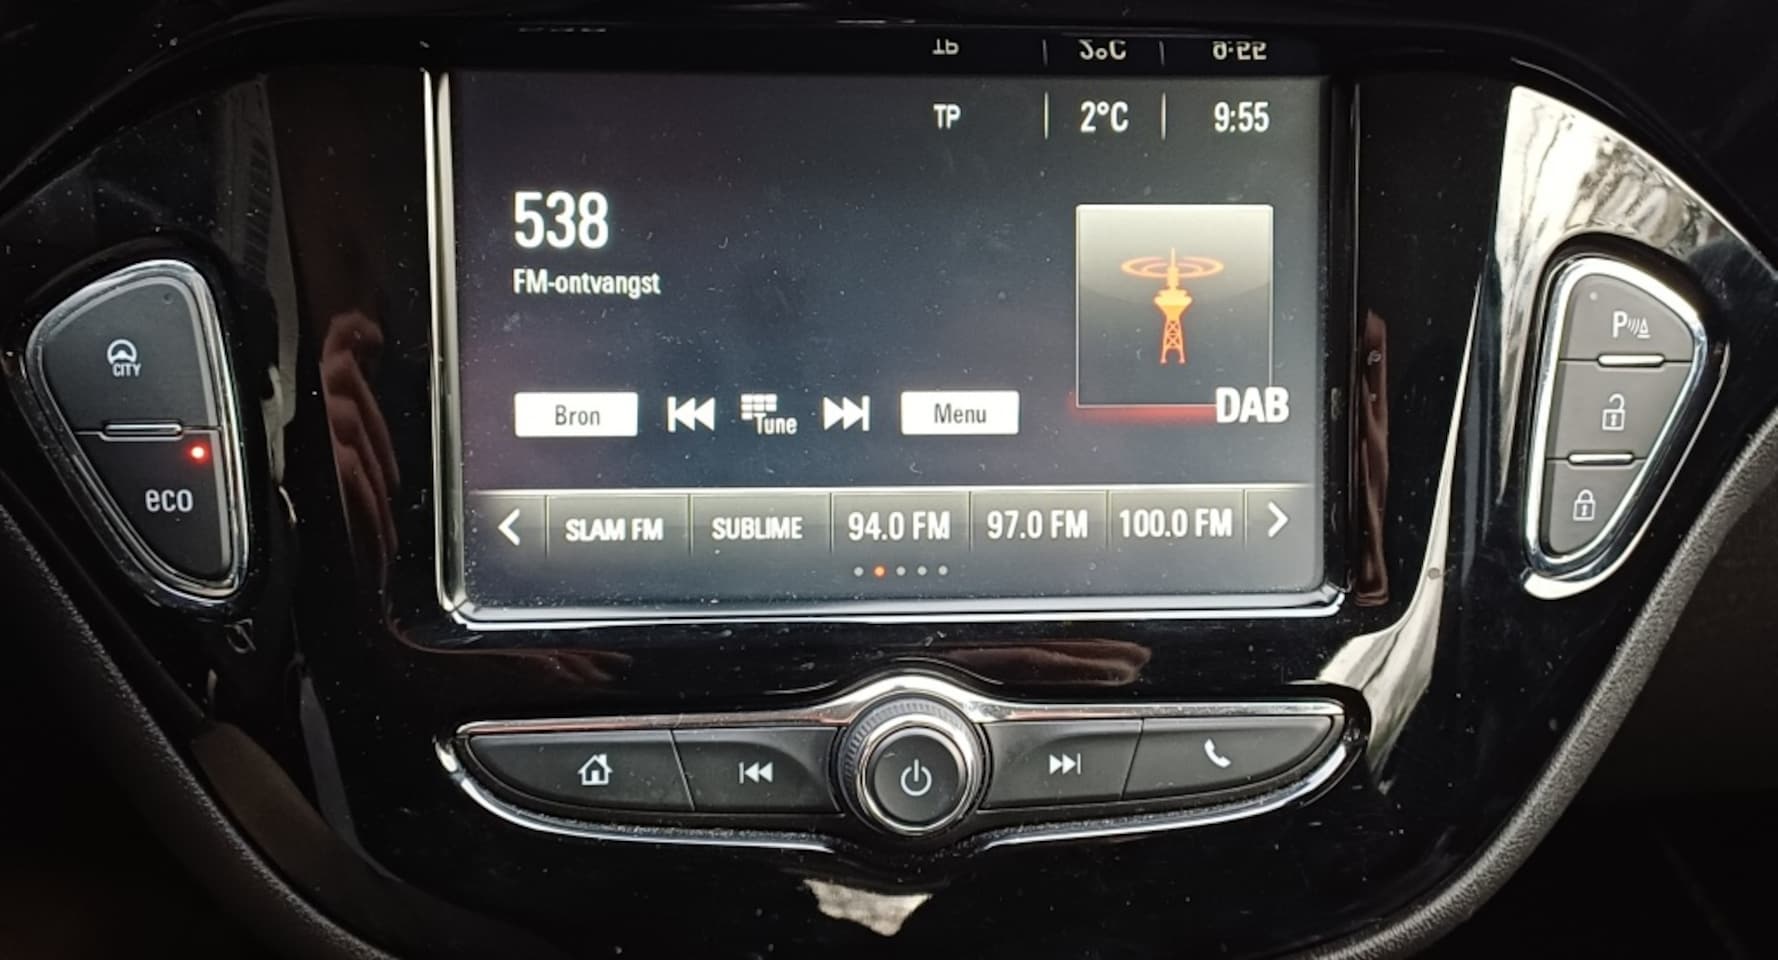 TP 2°C 9:55
538
FM-ontvangst
Bron Tune Menu
DAB
SLAM FM SUBLIME 94.0 FM 97.0 FM 100.0 FM
CITY
eco
P